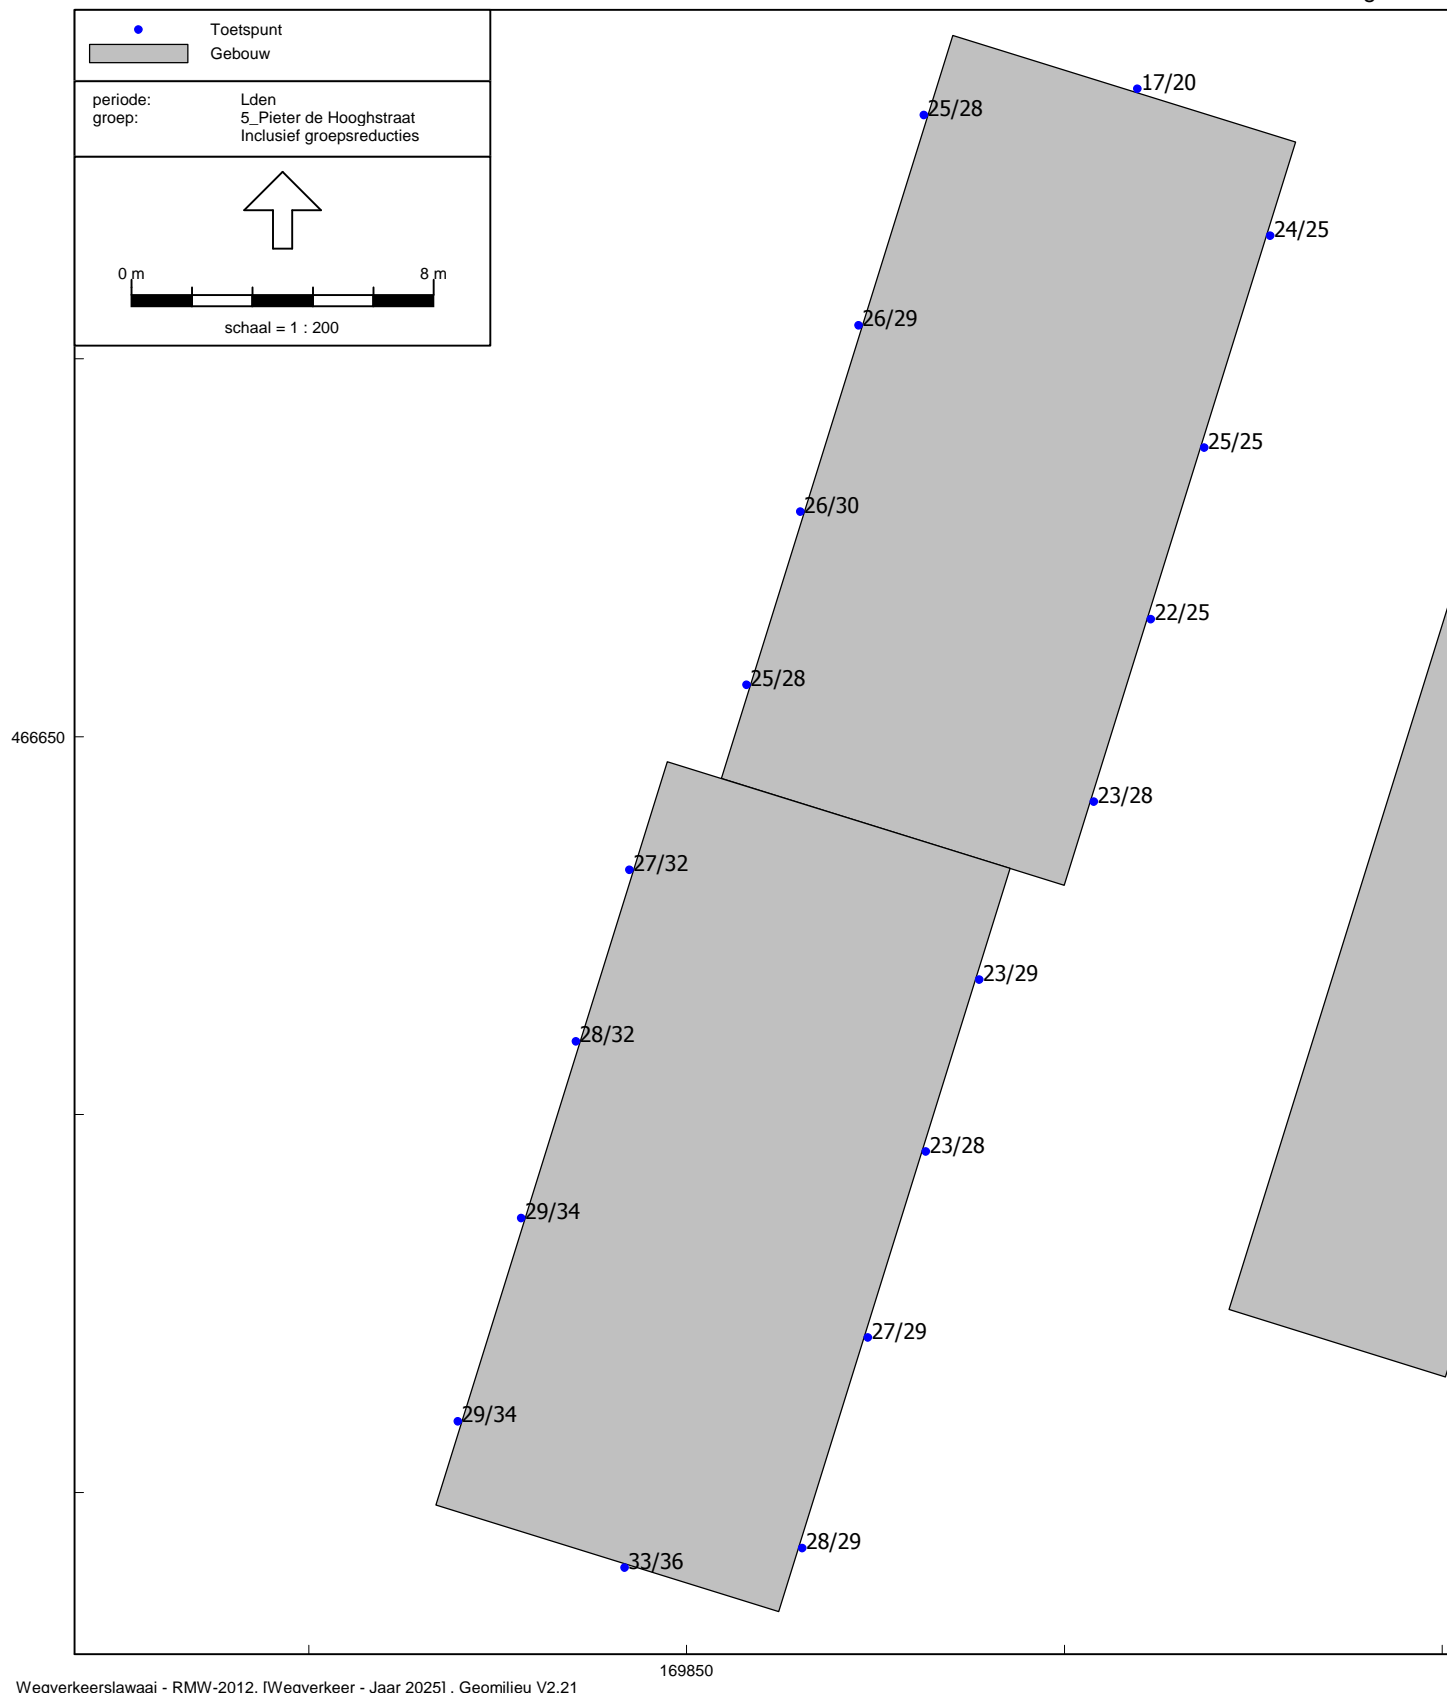 Toetspunt
Gebouw
periode: Lden
groep: 5_Pieter de Hooghstraat
Inclusief groepsreducties
0 m 8 m
schaal = 1 : 200
17/20
25/28
24/25
26/29
25/25
26/30
22/25
25/28
466650
23/28
27/32
23/29
28/32
23/28
29/34
27/29
29/34
28/29
33/36
169850
Wegverkeerslawaai - RMW-2012, [Wegverkeer - Jaar 2025] , Geomilieu V2.21